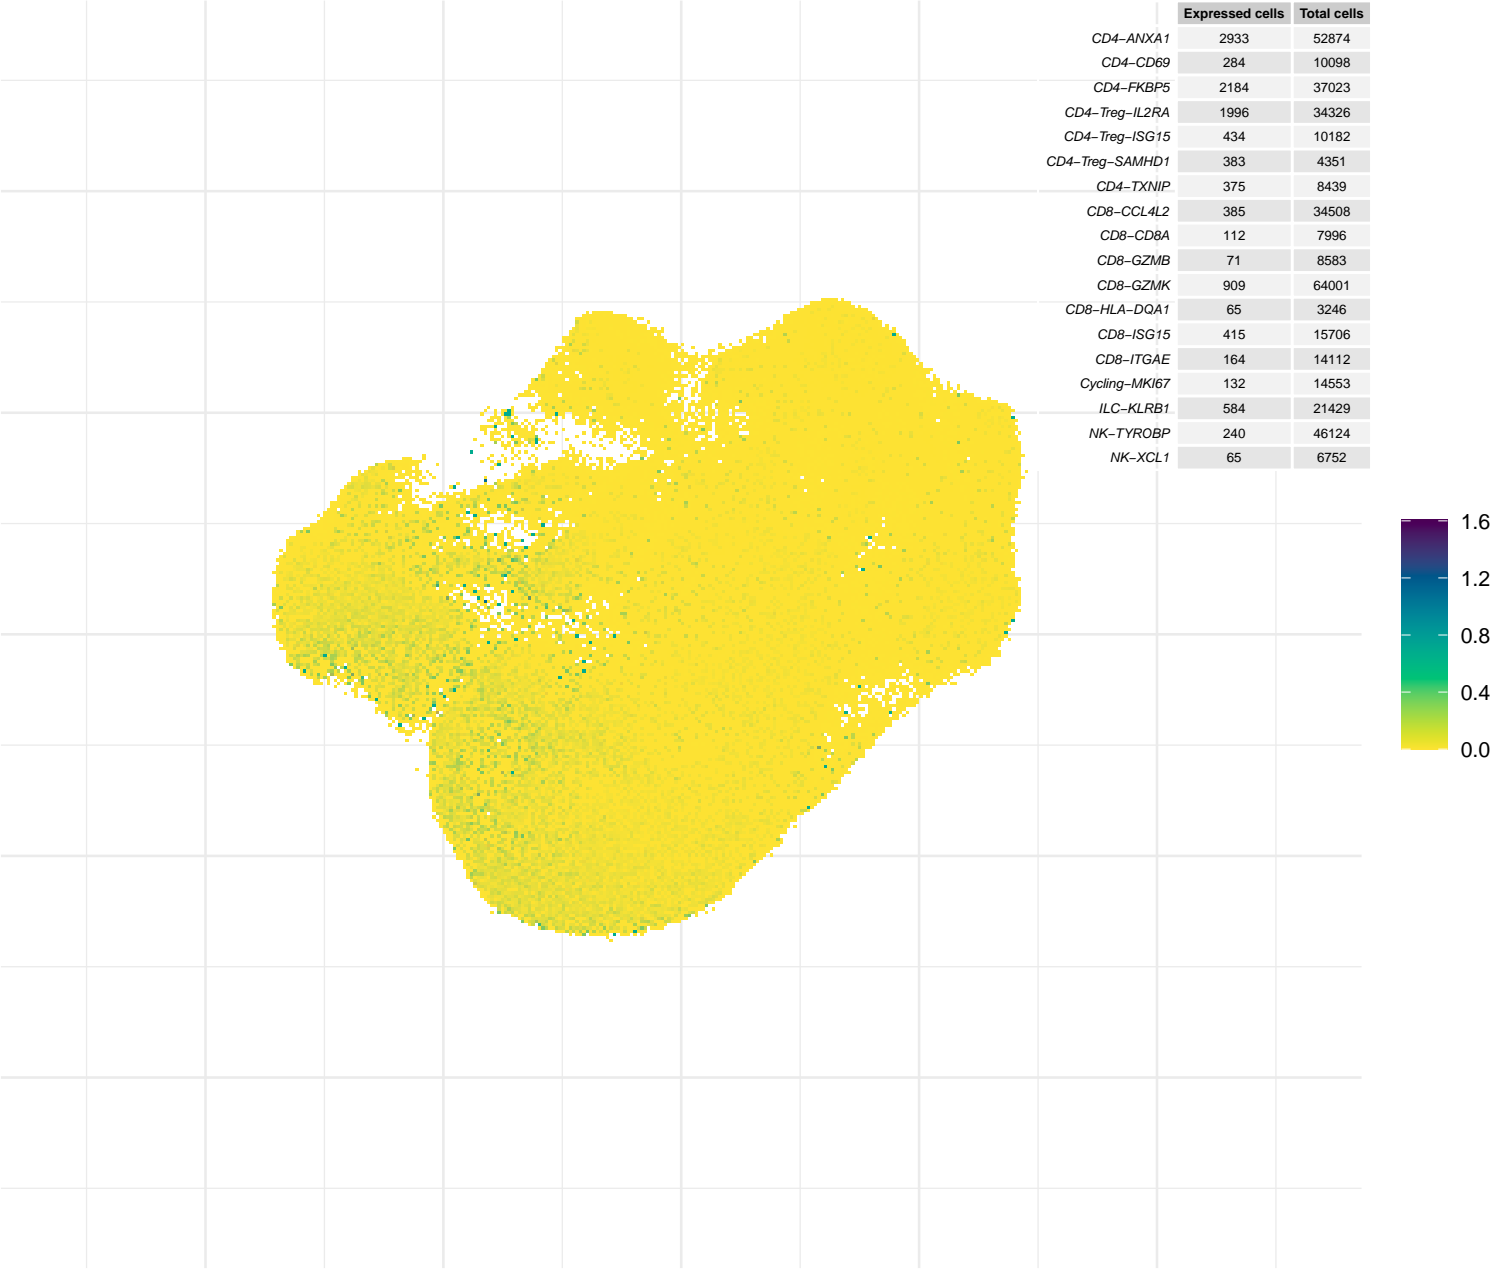 Expressed cells Total cells
CD4−ANXA1 2933 52874
CD4−CD69 284 10098
CD4−FKBP5 2184 37023
CD4−Treg−IL2RA 1996 34326
CD4−Treg−ISG15 434 10182
CD4−Treg−SAMHD1 383 4351
CD4−TXNIP 375 8439
CD8−CCL4L2 385 34508
CD8−CD8A 112 7996
CD8−GZMB 71 8583
CD8−GZMK 909 64001
CD8−HLA−DQA1 65 3246
CD8−ISG15 415 15706
CD8−ITGAE 164 14112
Cycling−MKI67 132 14553
ILC−KLRB1 584 21429
NK−TYROBP 240 46124
NK−XCL1 65 6752
1.6
1.2
0.8
0.4
0.0